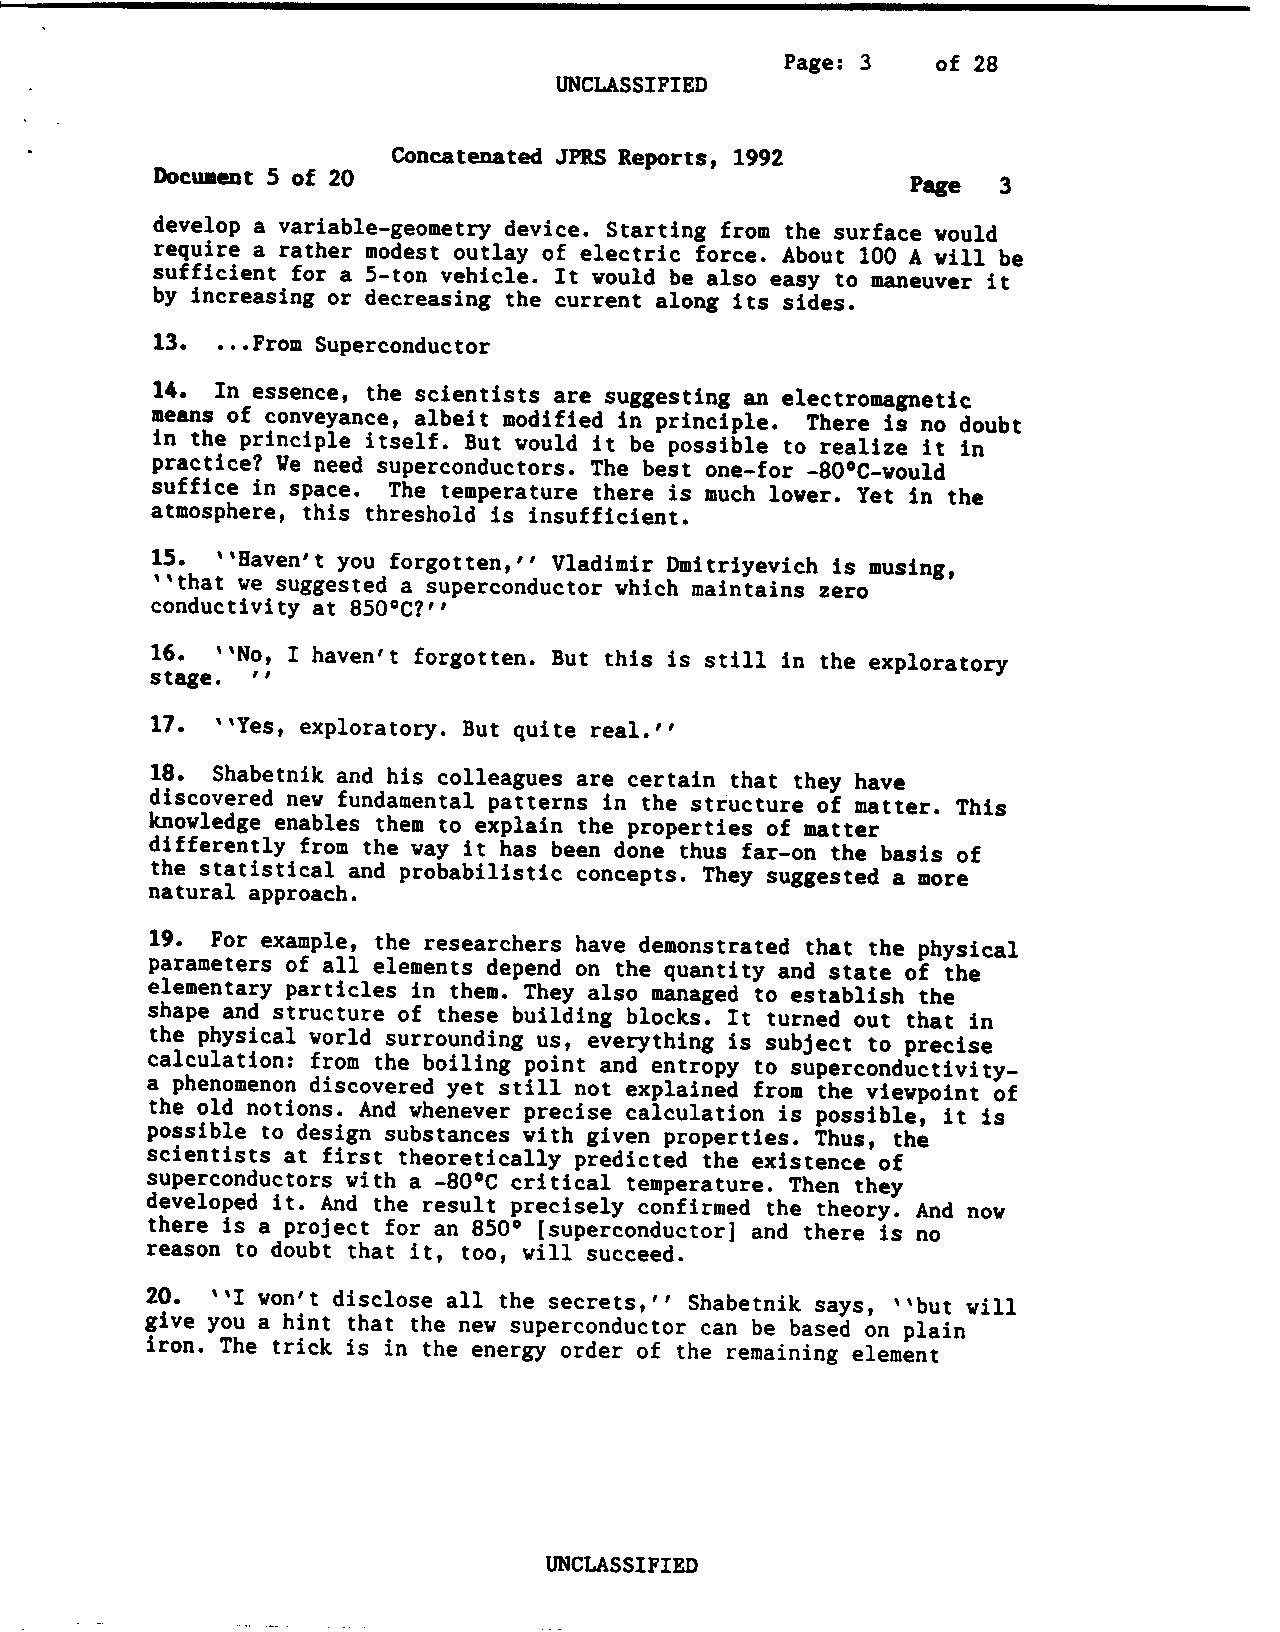 Page: 3 of 28
UNCLASSIFIED
Concatenated JPRS Reports, 1992
Document 5 of 20
Page 3
develop a variable-geometry device. Starting from the surface would
require a rather modest outlay of electric force. About 100 A will be
sufficient for a 5-ton vehicle. It would be also easy to maneuver it
by increasing or decreasing the current along its sides.
13. ...From Superconductor
14. In essence, the scientists are suggesting an electromagnetic
means of conveyance, albeit modified in principle. There is no doubt
in the principle itself. But would it be possible to realize it in
practice? We need superconductors. The best one-for -80°C-would
suffice in space. The temperature there is much lower. Yet in the
atmosphere, this threshold is insufficient.
15. ``Haven't you forgotten,'' Vladimir Dmitriyevich is musing,
``that we suggested a superconductor which maintains zero
conductivity at 850°C?''
16. ``No, I haven't forgotten. But this is still in the exploratory
stage. ''
17. ``Yes, exploratory. But quite real.''
18. Shabetnik and his colleagues are certain that they have
discovered new fundamental patterns in the structure of matter. This
knowledge enables them to explain the properties of matter
differently from the way it has been done thus far-on the basis of
the statistical and probabilistic concepts. They suggested a more
natural approach.
19. For example, the researchers have demonstrated that the physical
parameters of all elements depend on the quantity and state of the
elementary particles in them. They also managed to establish the
shape and structure of these building blocks. It turned out that in
the physical world surrounding us, everything is subject to precise
calculation: from the boiling point and entropy to superconductivity-
a phenomenon discovered yet still not explained from the viewpoint of
the old notions. And whenever precise calculation is possible, it is
possible to design substances with given properties. Thus, the
scientists at first theoretically predicted the existence of
superconductors with a -80°C critical temperature. Then they
developed it. And the result precisely confirmed the theory. And now
there is a project for an 850° [superconductor] and there is no
reason to doubt that it, too, will succeed.
20. ``I won't disclose all the secrets,'' Shabetnik says, ``but will
give you a hint that the new superconductor can be based on plain
iron. The trick is in the energy order of the remaining element
UNCLASSIFIED